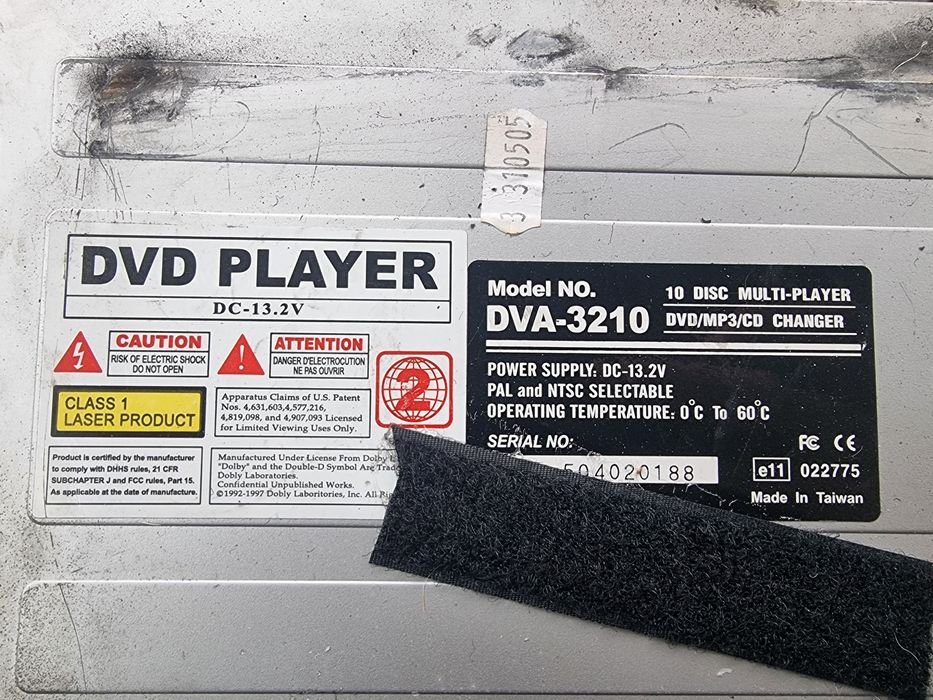 3 310505
DVD PLAYER
DC-13.2V
CAUTION
RISK OF ELECTRIC SHOCK
DO NOT OPEN
ATTENTION
DANGER D'ELECTROCUTION
NE PAS OUVRIR
2
CLASS 1
LASER PRODUCT
Apparatus Claims of U.S. Patent
Nos. 4,631,603,4,577,216,
4,819,098, and 4,907,093 Licensed
for Limited Viewing Uses Only.
Product is certified by the manufacturer
to comply with DHHS rules, 21 CFR
SUBCHAPTER J and FCC rules, Part 15.
As applicable at the date of manufacture.
Manufactured Under License From Dolby
"Dolby" and the Double-D Symbol Are
Dolby Laboratories.
Confidential Unpublished Works.
©1992-1997 Dobly Laboritories, Inc. All
Model NO.
DVA-3210
10 DISC MULTI-PLAYER
DVD/MP3/CD CHANGER
POWER SUPPLY: DC-13.2V
PAL and NTSC SELECTABLE
OPERATING TEMPERATURE: 0°C To 60°C
SERIAL NO:
504020188
FC CE
e11 022775
Made In Taiwan